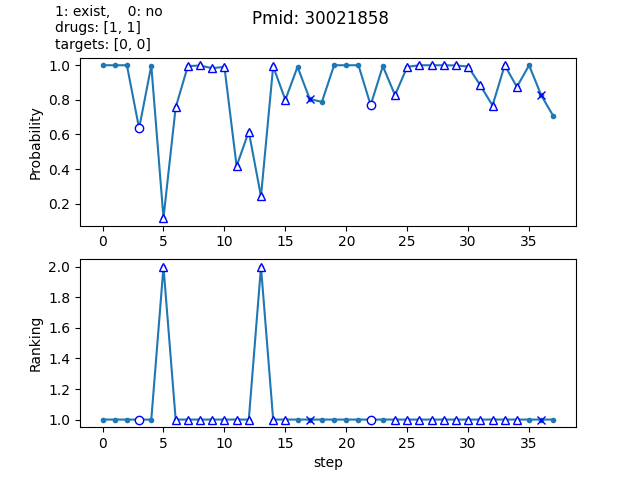 1: exist,    0: no
Pmid: 30021858
drugs: [1, 1]
targets: [0, 0]
1.0
0.8
0.6
0.4
0.2
Probability
0 5 10 15 20 25 30 35
2.0
1.8
1.6
1.4
1.2
1.0
Ranking
0 5 10 15 20 25 30 35
step